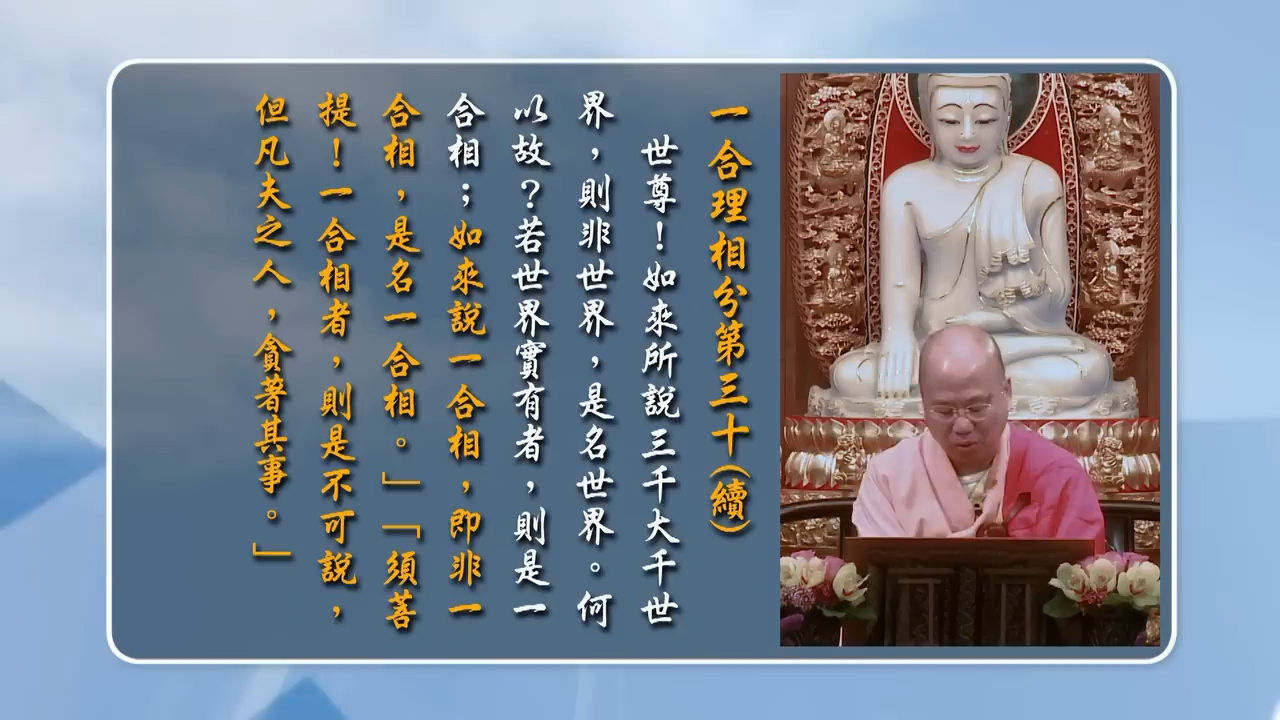 一合理相分第三十(續)
世尊！如來所說三千大千世
界，則非世界，是名世界。何
以故？若世界實有者，則是一
合相；如來說一合相，即非一
合相，是名一合相。」「須菩
提！一合相者，則是不可說，
但凡夫之人，貪著其事。」